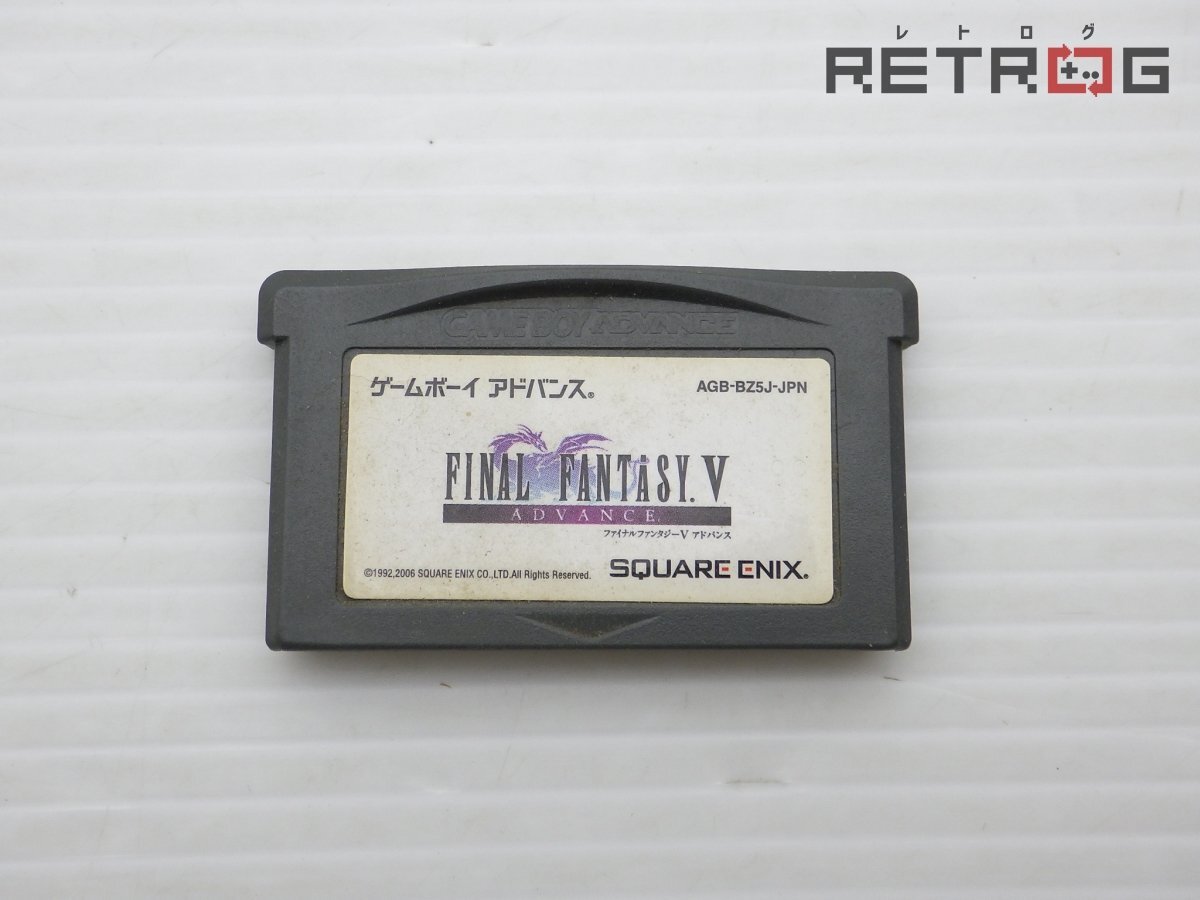 レトログ
RETROG
GAME BOY ADVANCE
ゲームボーイ アドバンス®
AGB-BZ5J-JPN
FINAL FANTASY. V
ADVANCE.
ファイナルファンタジーV アドバンス
©1992,2006 SQUARE ENIX CO.,LTD.All Rights Reserved.
SQUARE ENIX®